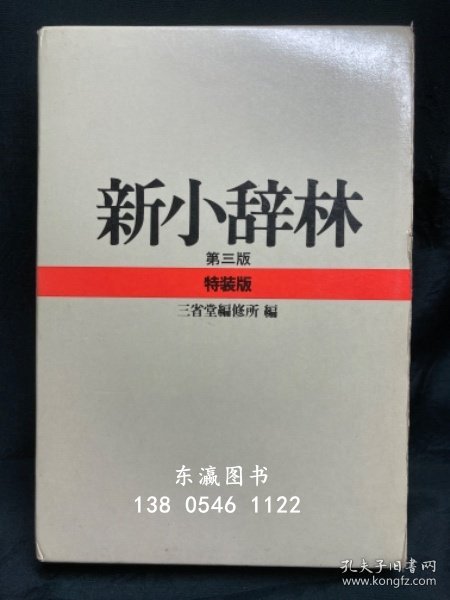 新小辞林
第三版
特装版
三省堂編修所 編
东瀛图书
138 0546 1122
孔夫子旧书网
www.kongfz.com